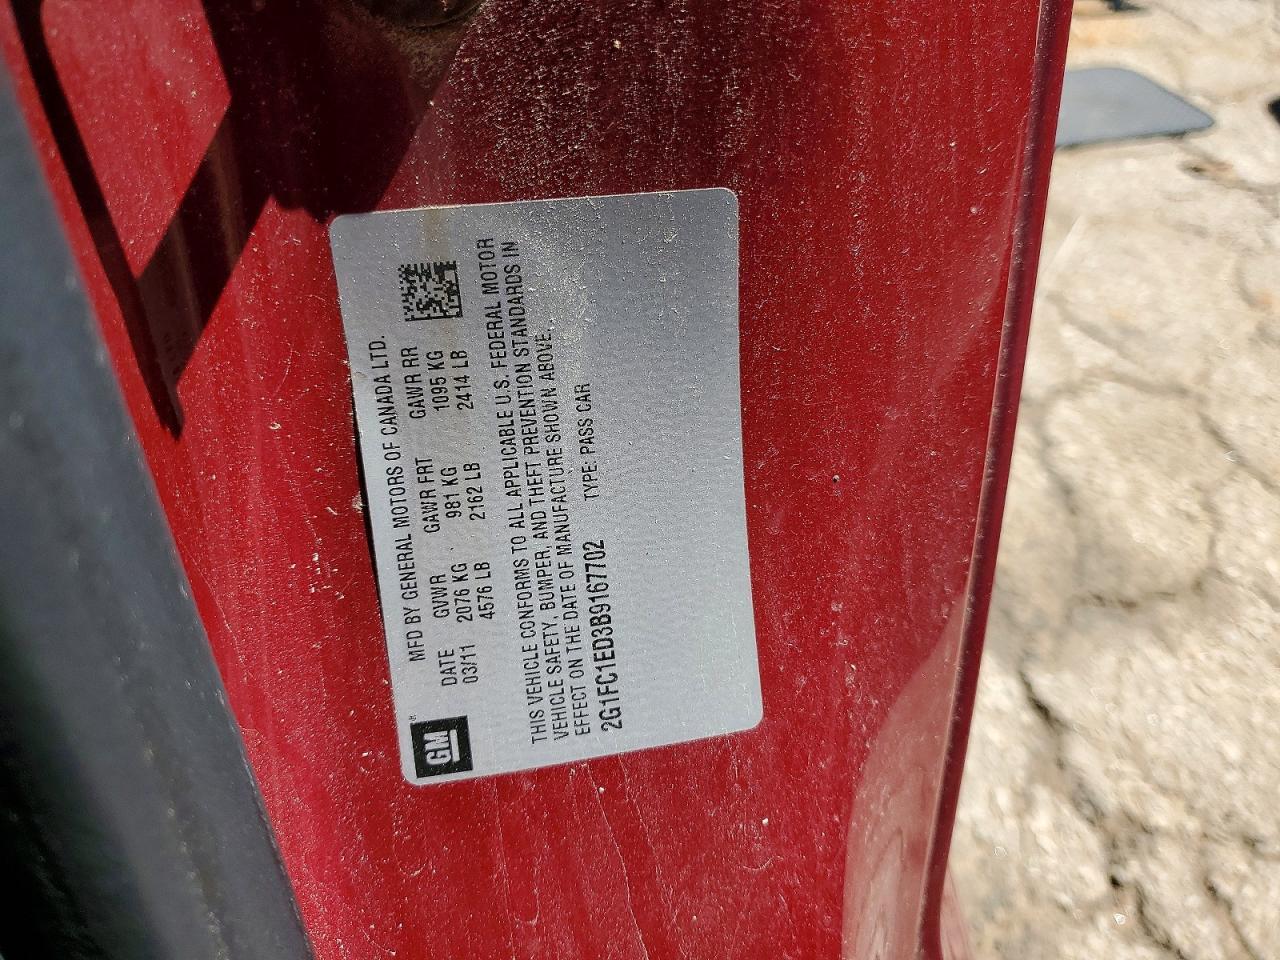 GM
MFD BY GENERAL MOTORS OF CANADA LTD.
DATE GVWR GAWR FRT GAWR RR
03/11 2076 KG 981 KG 1095 KG
4576 LB 2162 LB 2414 LB
THIS VEHICLE CONFORMS TO ALL APPLICABLE U.S. FEDERAL MOTOR
VEHICLE SAFETY, BUMPER, AND THEFT PREVENTION STANDARDS IN
EFFECT ON THE DATE OF MANUFACTURE SHOWN ABOVE.
2G1FC1ED3B9167702 TYPE: PASS CAR